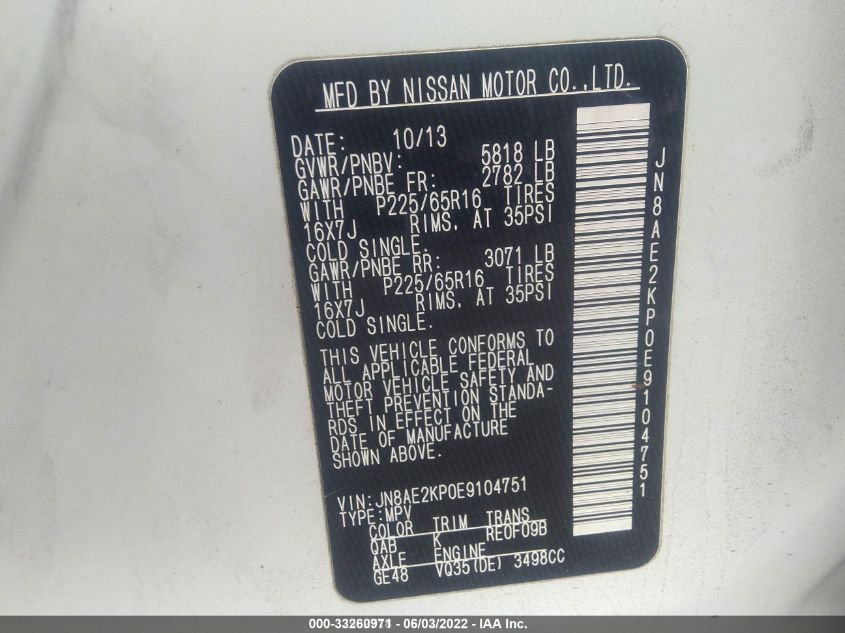 MFD BY NISSAN MOTOR CO.,LTD.
DATE: 10/13
GVWR/PNBV: 5818 LB
GAWR/PNBE FR: 2782 LB
WITH P225/65R16 TIRES
16X7J RIMS, AT 35PSI
COLD SINGLE.
GAWR/PNBE RR: 3071 LB
WITH P225/65R16 TIRES
16X7J RIMS, AT 35PSI
COLD SINGLE.
THIS VEHICLE CONFORMS TO
ALL APPLICABLE FEDERAL
MOTOR VEHICLE SAFETY AND
THEFT PREVENTION STANDA-
RDS IN EFFECT ON THE
DATE OF MANUFACTURE
SHOWN ABOVE.
VIN:JN8AE2KP0E9104751
TYPE:MPV
COLOR TRIM TRANS
QAB K RE0F09B
AXLE ENGINE
GE48 VQ35(DE) 3498CC
JN8AE2KP0E9104751
000-33260971 - 06/03/2022 - IAA Inc.